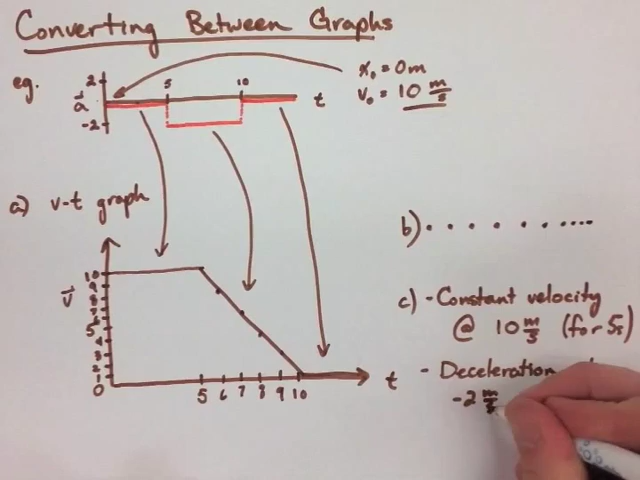 Converting Between Graphs
eg.
2
a
-2
5
10
t
x₀ = 0m
v₀ = 10 m/s
a) v-t graph
v
10
9
8
7
6
5
4
3
2
1
0
5 6 7 8 9 10
t
b)
c) - Constant velocity
@ 10 m/s (for 5s)
- Deceleration
-2 m/s